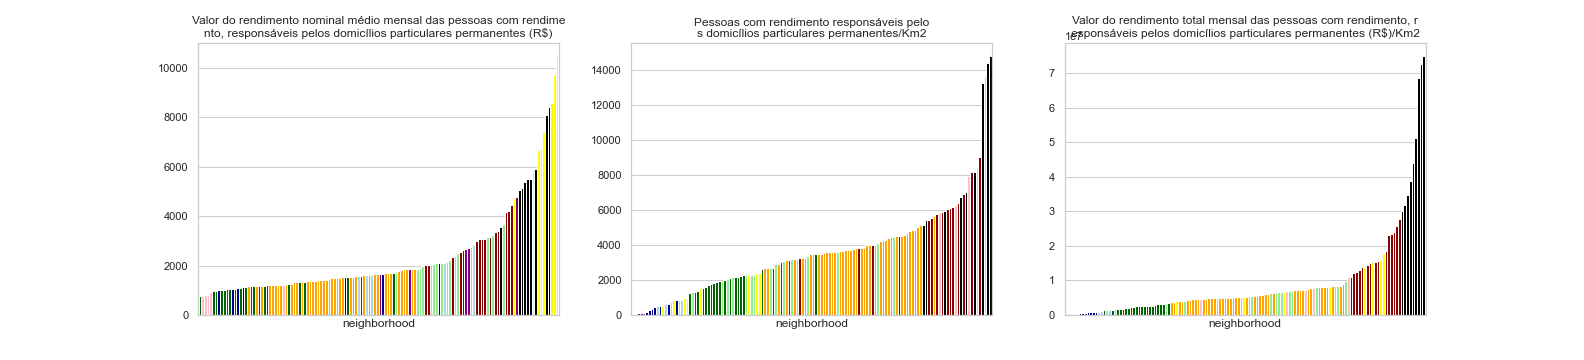 Valor do rendimento nominal médio mensal das pessoas com rendime
nto, responsáveis pelos domicílios particulares permanentes (R$)
10000
8000
6000
4000
2000
0
neighborhood
Pessoas com rendimento responsáveis pelo
s domicílios particulares permanentes/Km2
14000
12000
10000
8000
6000
4000
2000
0
neighborhood
Valor do rendimento total mensal das pessoas com rendimento, r
esponsáveis pelos domicílios particulares permanentes (R$)/Km2
1e7
7
6
5
4
3
2
1
0
neighborhood